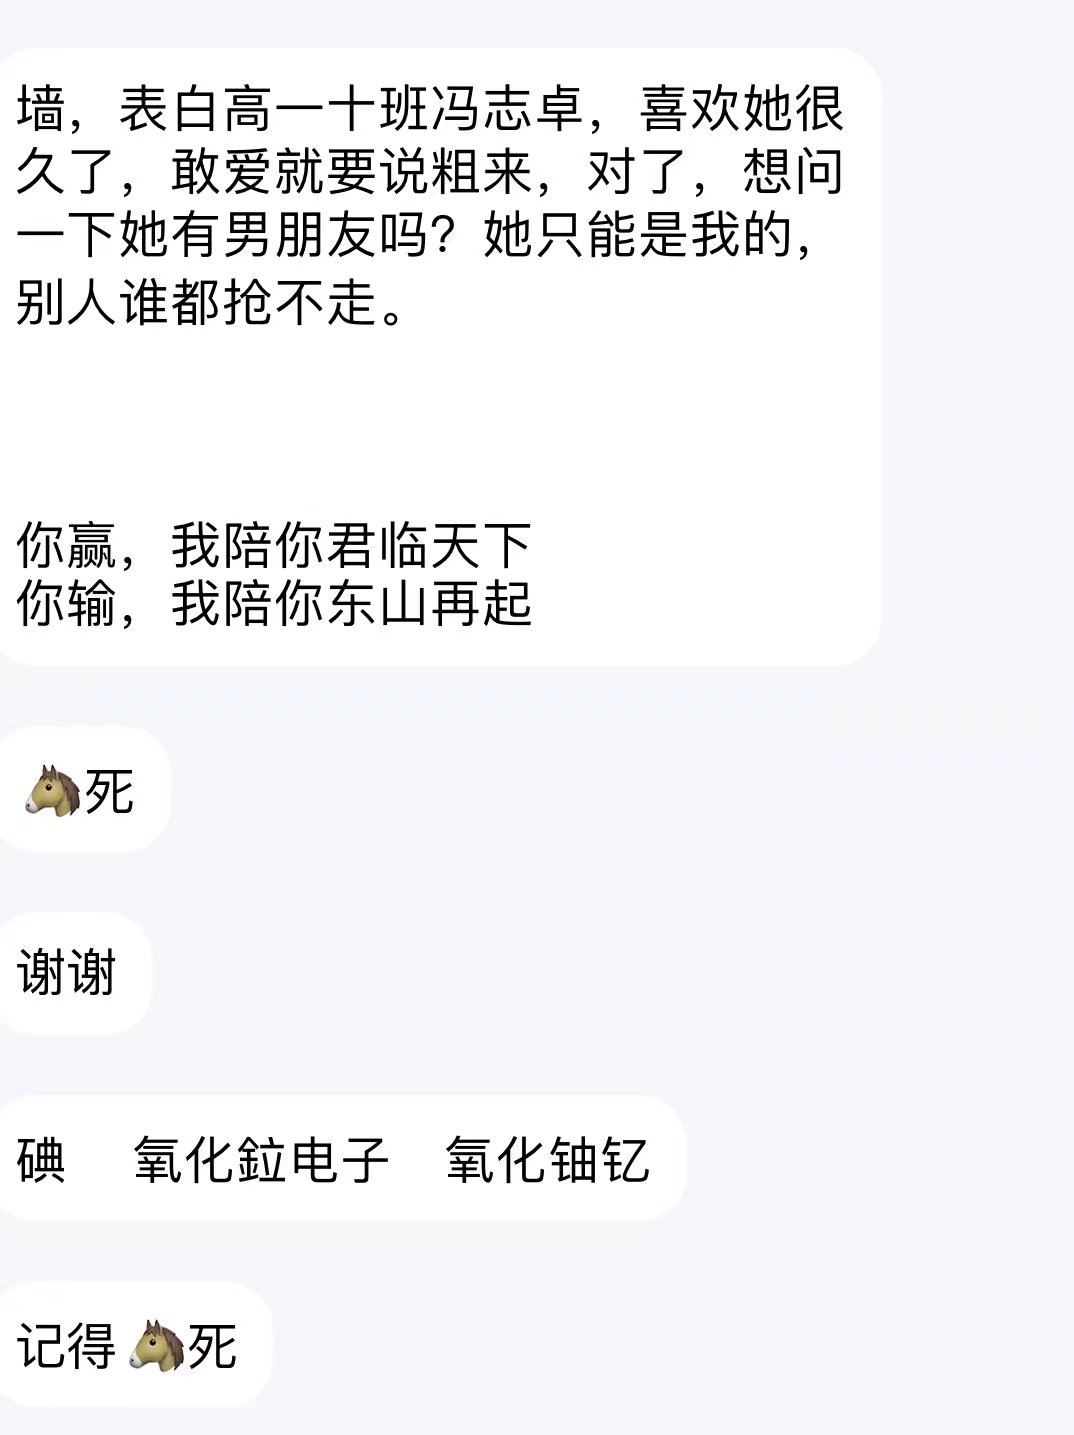 墙，表白高一十班冯志卓，喜欢她很
久了，敢爱就要说粗来，对了，想问
一下她有男朋友吗？她只能是我的，
别人谁都抢不走。
你赢，我陪你君临天下
你输，我陪你东山再起
🐴死
谢谢
碘　氧化鉝电子　氧化铀钇
记得🐴死